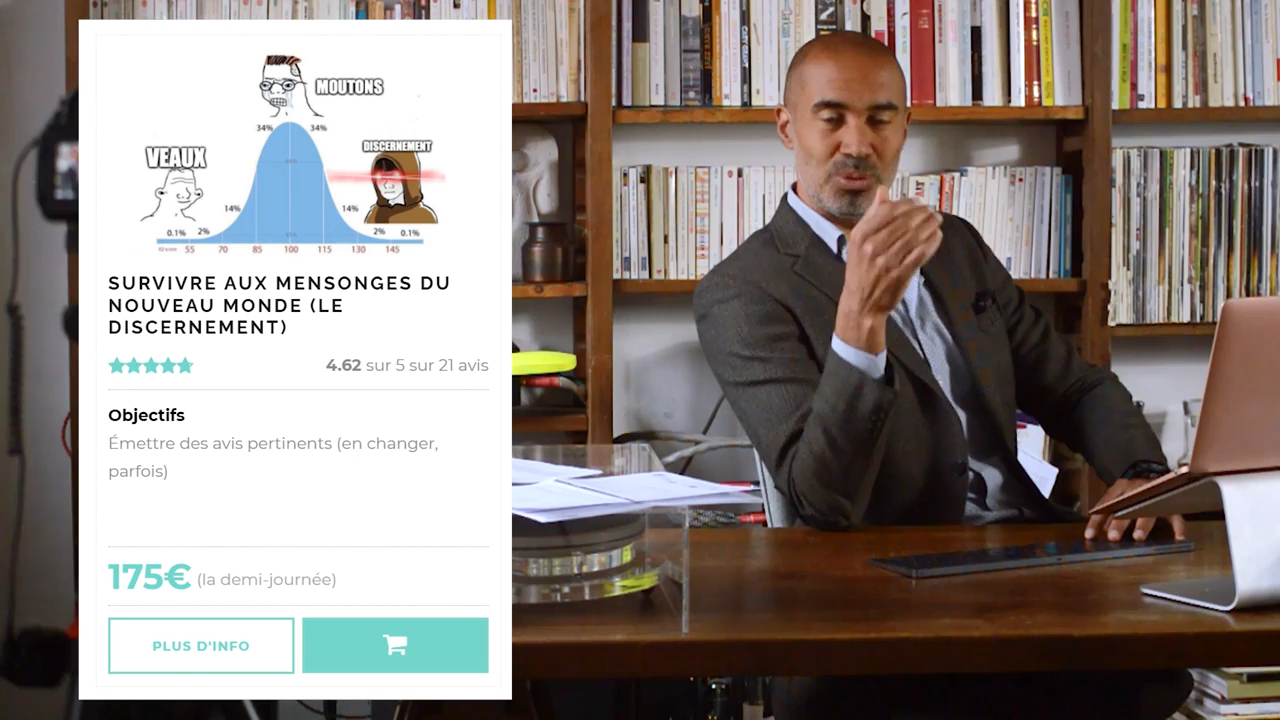 MOUTONS
34% 34%
DISCERNEMENT
VEAUX
14% 14%
0.1% 2% 2% 0.1%
IQ score 55 70 85 100 115 130 145
SURVIVRE AUX MENSONGES DU
NOUVEAU MONDE (LE
DISCERNEMENT)
4.62 sur 5 sur 21 avis
Objectifs
Émettre des avis pertinents (en changer,
parfois)
175€ (la demi-journée)
PLUS D'INFO